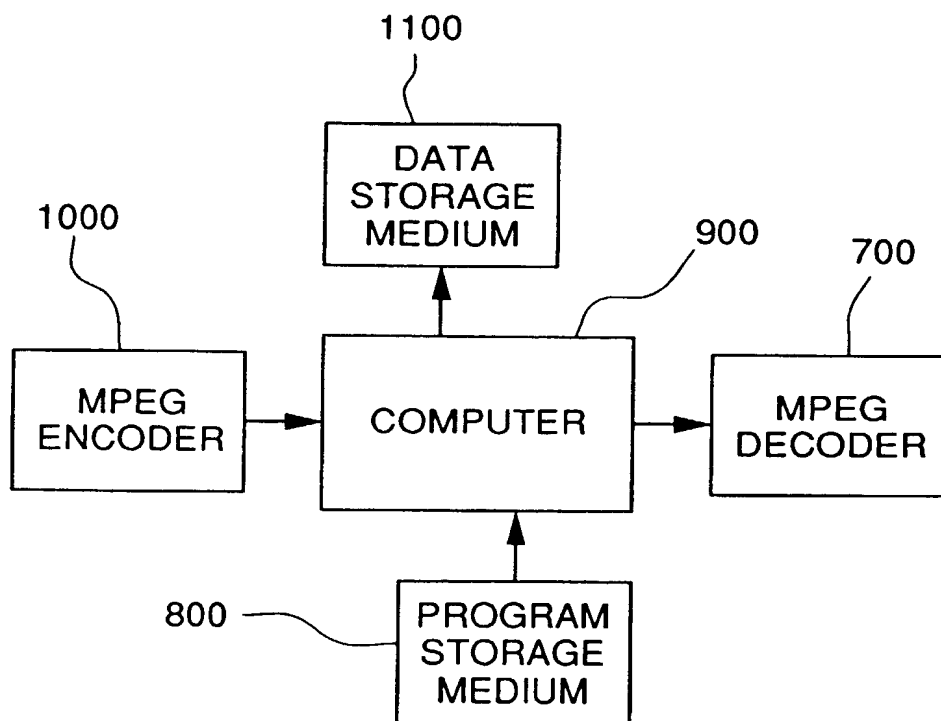 1100
DATA
STORAGE
MEDIUM
1000
900
700
MPEG
ENCODER
COMPUTER
MPEG
DECODER
800
PROGRAM
STORAGE
MEDIUM